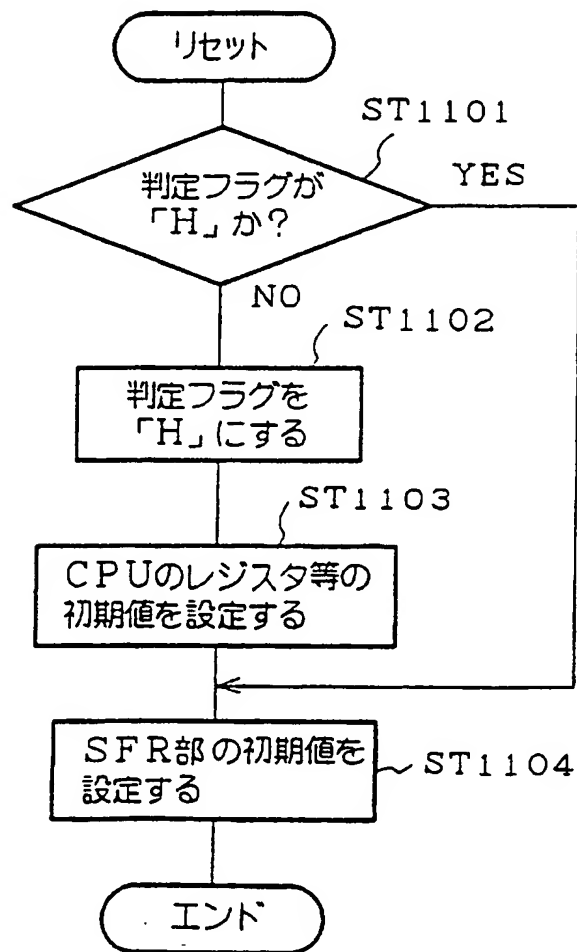 リセット
ST1101
判定フラグが
「H」か?
YES
NO
ST1102
判定フラグを
「H」にする
ST1103
CPUのレジスタ等の
初期値を設定する
SFR部の初期値を
設定する
ST1104
エンド